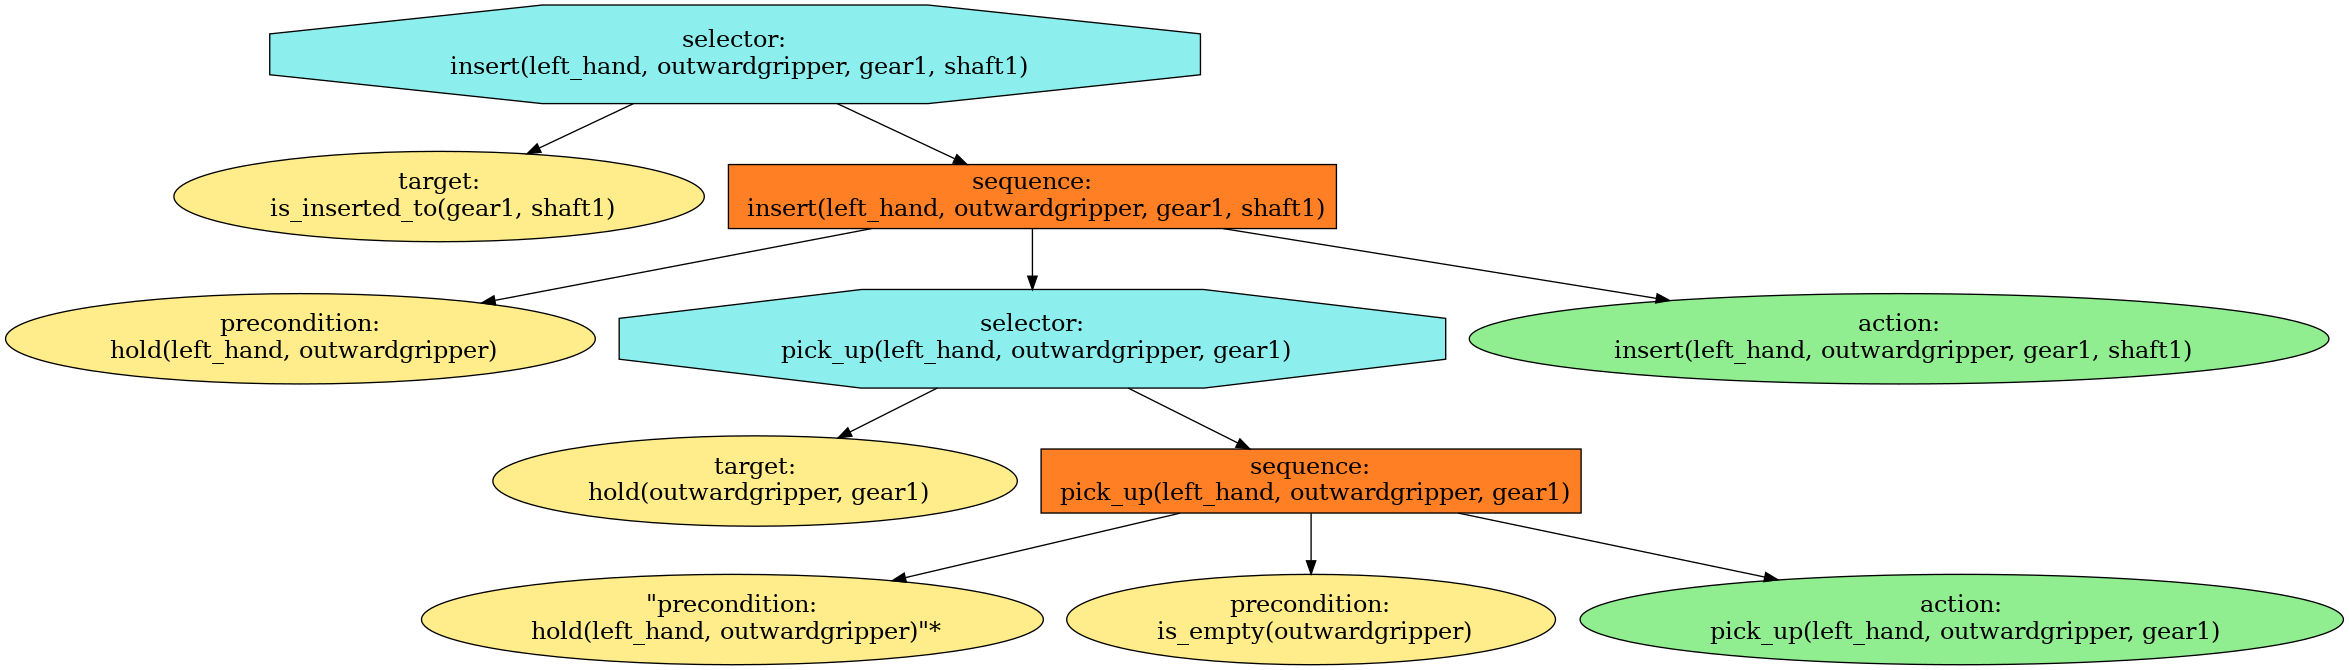 selector:
insert(left_hand, outwardgripper, gear1, shaft1)
target:
is_inserted_to(gear1, shaft1)
sequence:
insert(left_hand, outwardgripper, gear1, shaft1)
precondition:
hold(left_hand, outwardgripper)
selector:
pick_up(left_hand, outwardgripper, gear1)
action:
insert(left_hand, outwardgripper, gear1, shaft1)
target:
hold(outwardgripper, gear1)
sequence:
pick_up(left_hand, outwardgripper, gear1)
"precondition:
hold(left_hand, outwardgripper)"*
precondition:
is_empty(outwardgripper)
action:
pick_up(left_hand, outwardgripper, gear1)